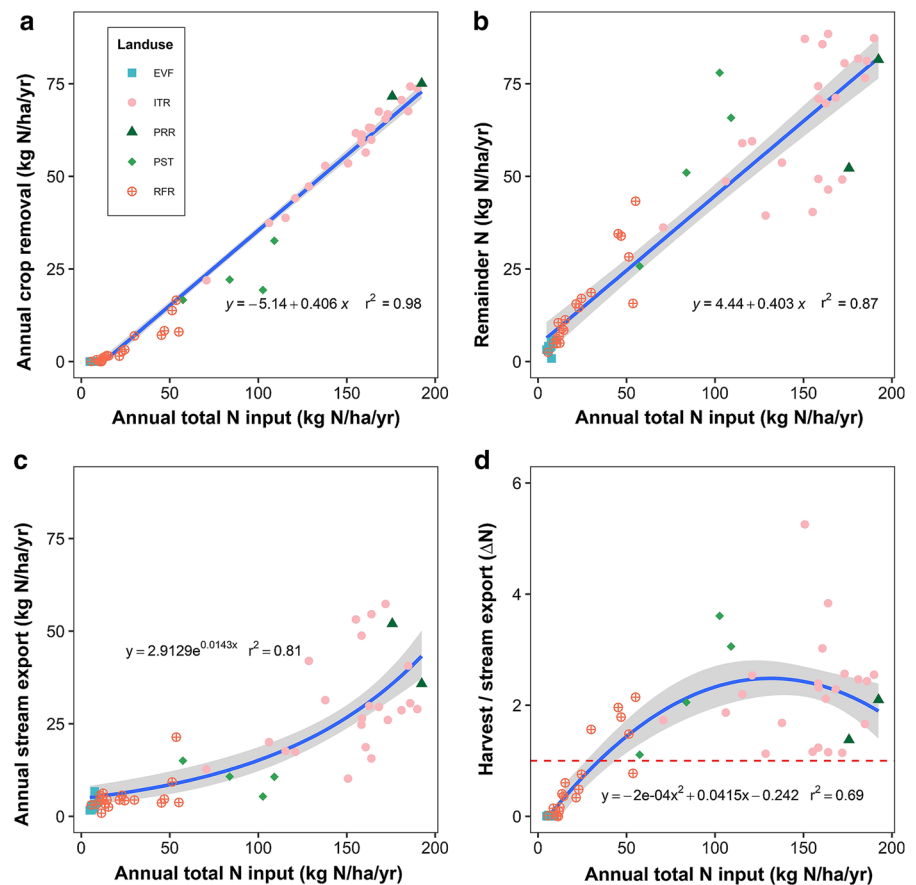 a
Landuse
EVF
ITR
PRR
PST
RFR
75
50
25
0
y = −5.14 + 0.406 x r² = 0.98
0 50 100 150 200
Annual total N input (kg N/ha/yr)
Annual crop removal (kg N/ha/yr)
b
75
50
25
0
y = 4.44 + 0.403 x r² = 0.87
0 50 100 150 200
Annual total N input (kg N/ha/yr)
Remainder N (kg N/ha/yr)
c
75
50
25
0
y = 2.9129e^0.0143x r² = 0.81
0 50 100 150 200
Annual total N input (kg N/ha/yr)
Annual stream export (kg N/ha/yr)
d
6
4
2
0
y = −2e-04x² + 0.0415x − 0.242 r² = 0.69
0 50 100 150 200
Annual total N input (kg N/ha/yr)
Harvest / stream export (ΔN)